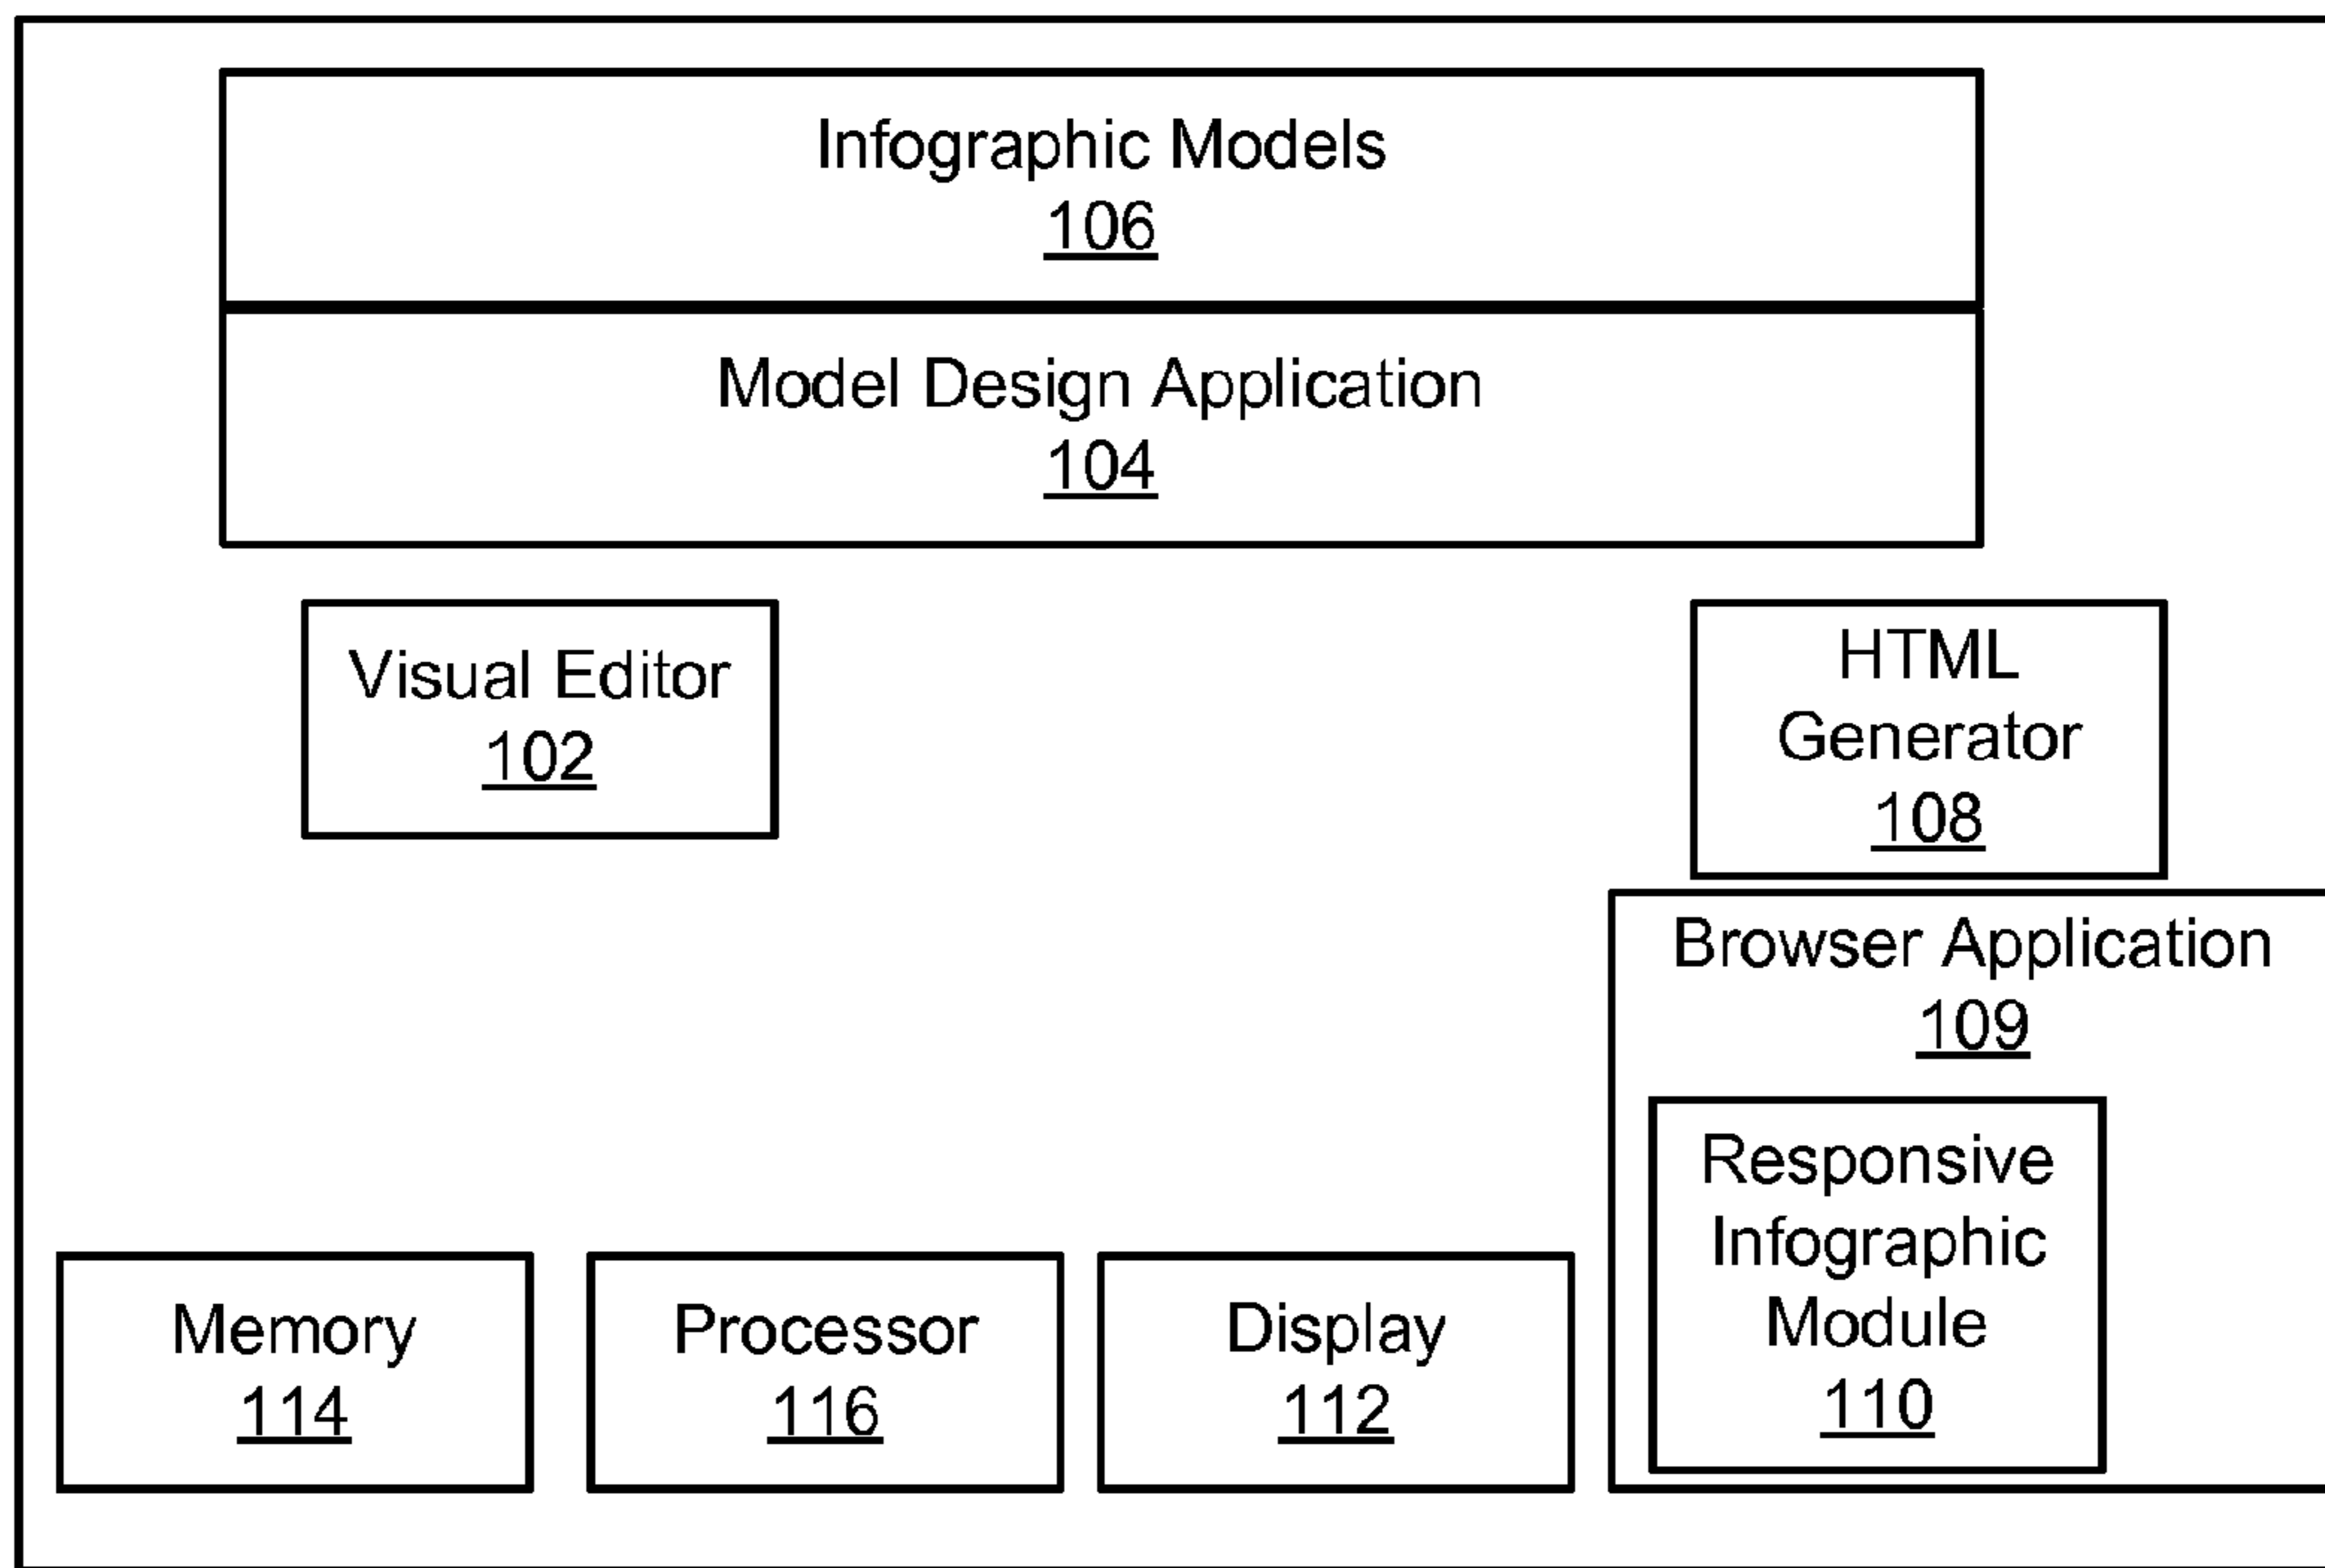 Infographic Models
106
Model Design Application
104
Visual Editor
102
HTML
Generator
108
Browser Application
109
Responsive
Infographic
Module
110
Memory
114
Processor
116
Display
112